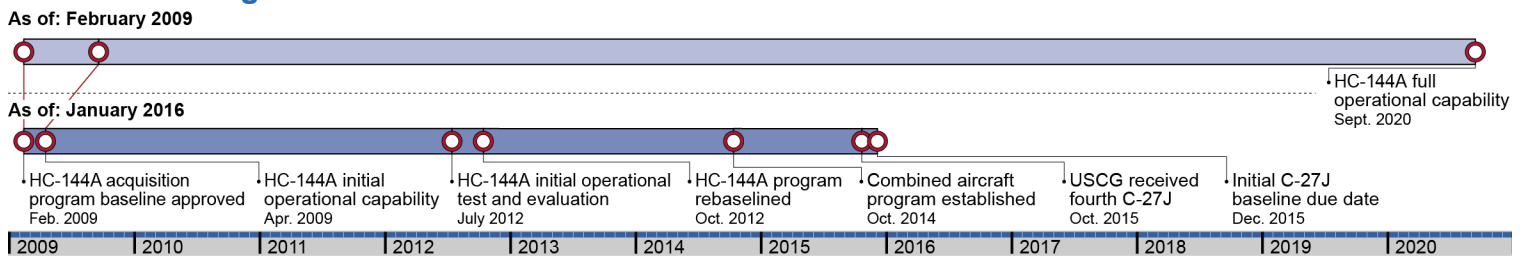 As of: February 2009
HC-144A full
operational capability
Sept. 2020
As of: January 2016
HC-144A acquisition
program baseline approved
Feb. 2009
HC-144A initial
operational capability
Apr. 2009
HC-144A initial operational
test and evaluation
July 2012
HC-144A program
rebaselined
Oct. 2012
Combined aircraft
program established
Oct. 2014
USCG received
fourth C-27J
Oct. 2015
Initial C-27J
baseline due date
Dec. 2015
2009 2010 2011 2012 2013 2014 2015 2016 2017 2018 2019 2020